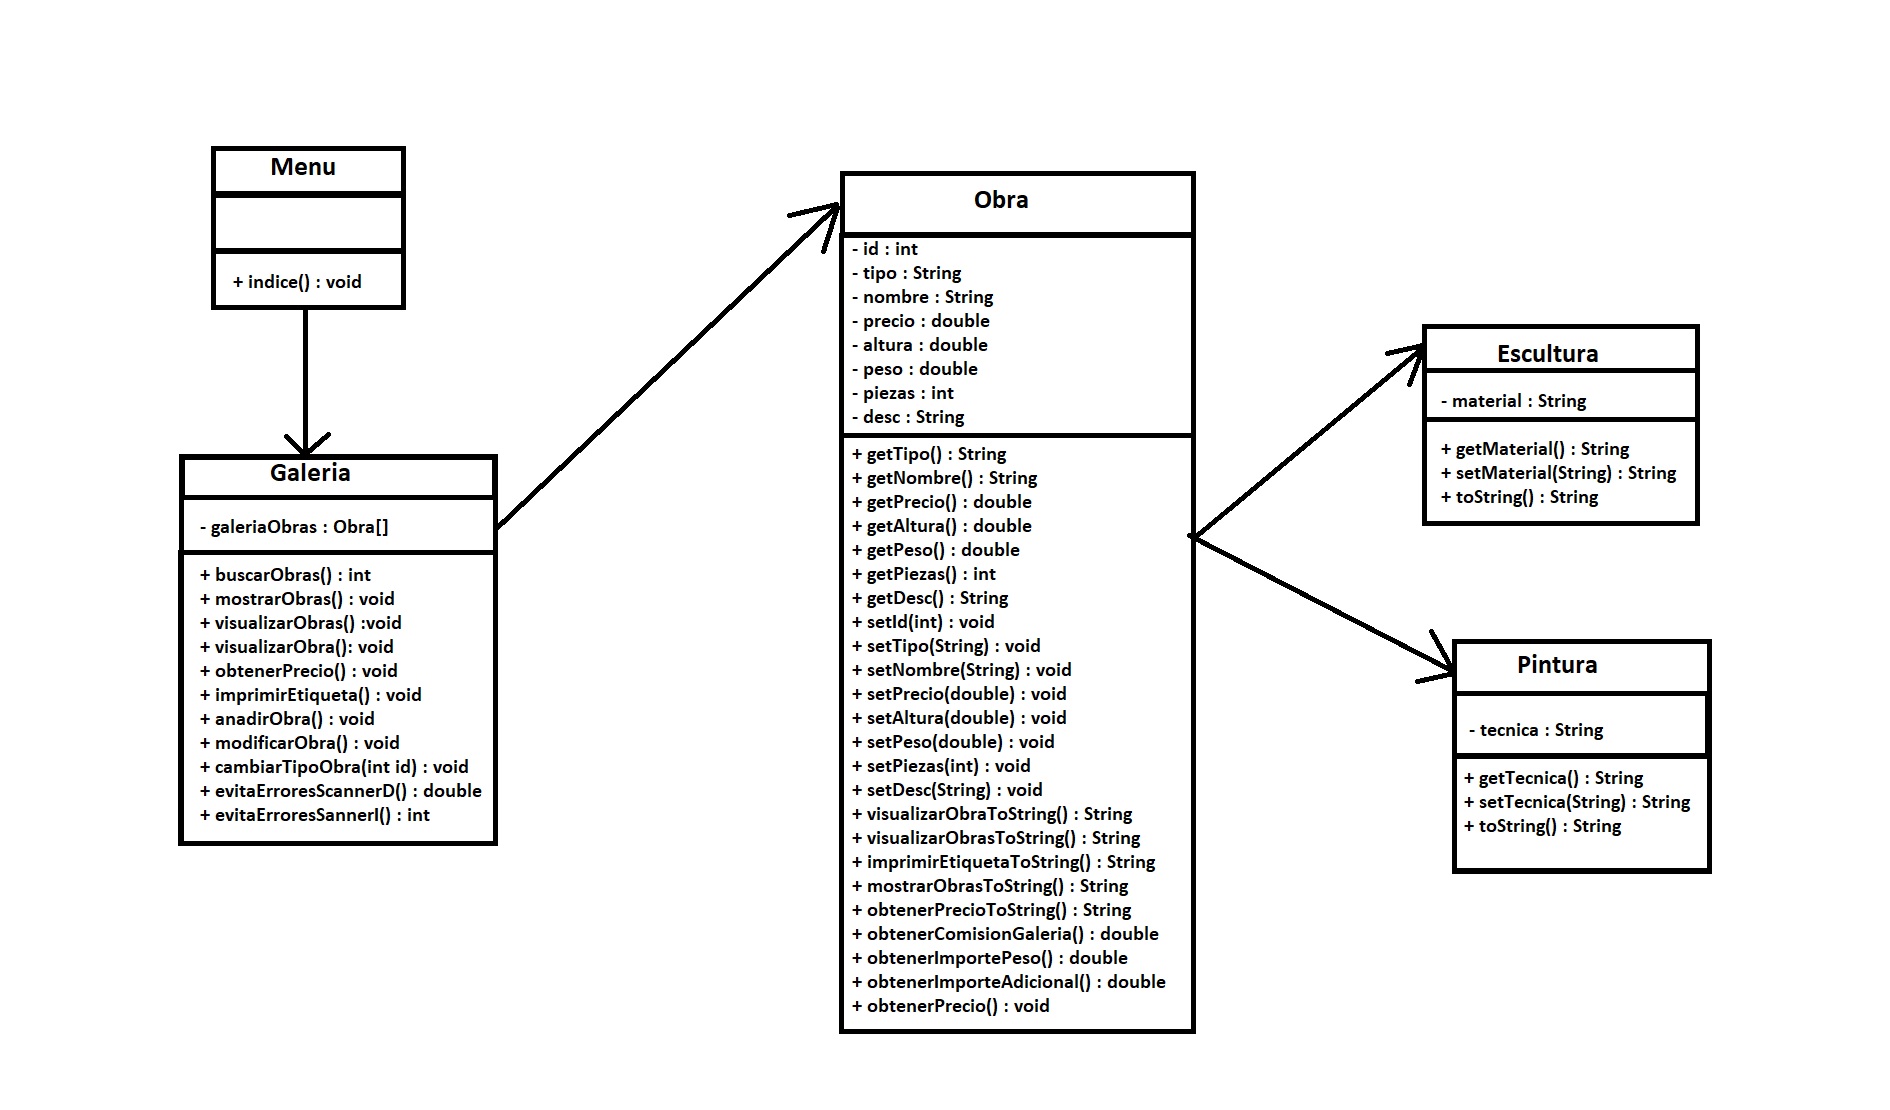 Menu
+ indice() : void
Galeria
- galeriaObras : Obra[]
+ buscarObras() : int
+ mostrarObras() : void
+ visualizarObras() :void
+ visualizarObra(): void
+ obtenerPrecio() : void
+ imprimirEtiqueta() : void
+ anadirObra() : void
+ modificarObra() : void
+ cambiarTipoObra(int id) : void
+ evitaErroresScannerD() : double
+ evitaErroresSannerI() : int
Obra
- id : int
- tipo : String
- nombre : String
- precio : double
- altura : double
- peso : double
- piezas : int
- desc : String
+ getTipo() : String
+ getNombre() : String
+ getPrecio() : double
+ getAltura() : double
+ getPeso() : double
+ getPiezas() : int
+ getDesc() : String
+ setId(int) : void
+ setTipo(String) : void
+ setNombre(String) : void
+ setPrecio(double) : void
+ setAltura(double) : void
+ setPeso(double) : void
+ setPiezas(int) : void
+ setDesc(String) : void
+ visualizarObraToString() : String
+ visualizarObrasToString() : String
+ imprimirEtiquetaToString() : String
+ mostrarObrasToString() : String
+ obtenerPrecioToString() : String
+ obtenerComisionGaleria() : double
+ obtenerImportePeso() : double
+ obtenerImporteAdicional() : double
+ obtenerPrecio() : void
Escultura
- material : String
+ getMaterial() : String
+ setMaterial(String) : String
+ toString() : String
Pintura
- tecnica : String
+ getTecnica() : String
+ setTecnica(String) : String
+ toString() : String